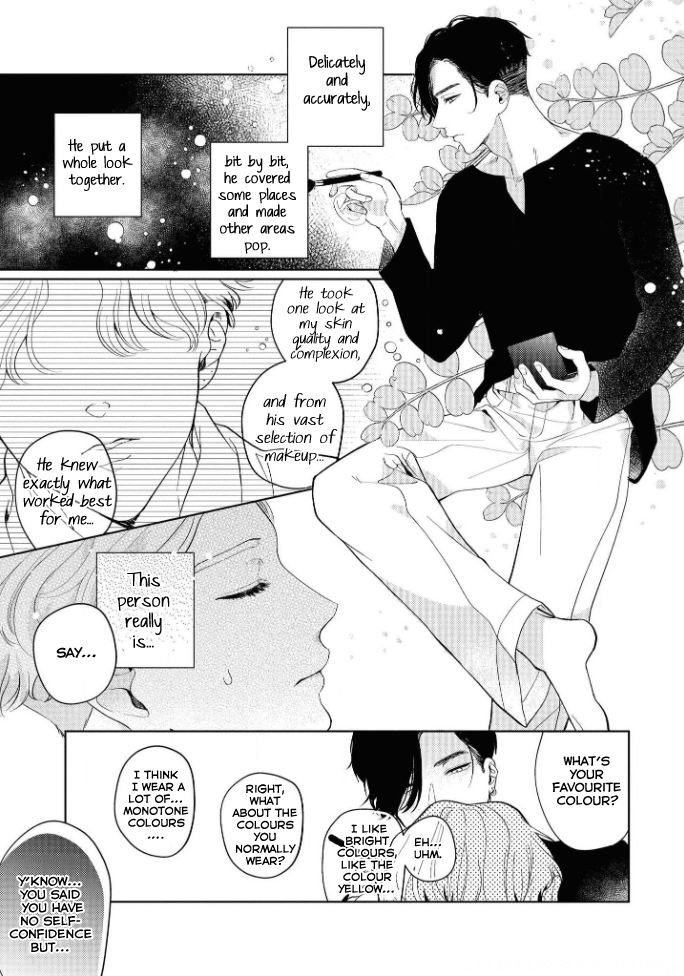 Delicately
and
accurately,
bit by bit,
he covered
some places
and made
other areas
pop.
He put a
whole look
together.
He took
one look at
my skin
quality and
complexion,
and from
his vast
selection of
makeup...
He knew
exactly what
worked best
for me...
This
person
really
is...
SAY...
WHAT'S
YOUR
FAVOURITE
COLOUR?
EH...
UHM.
I LIKE
BRIGHT
COLOURS,
LIKE THE
COLOUR
YELLOW...
RIGHT,
WHAT
ABOUT THE
COLOURS
YOU
NORMALLY
WEAR?
I THINK
I WEAR A
LOT OF...
MONOTONE
COLOURS
....
Y'KNOW...
YOU SAID
YOU HAVE
NO SELF-
CONFIDENCE
BUT...